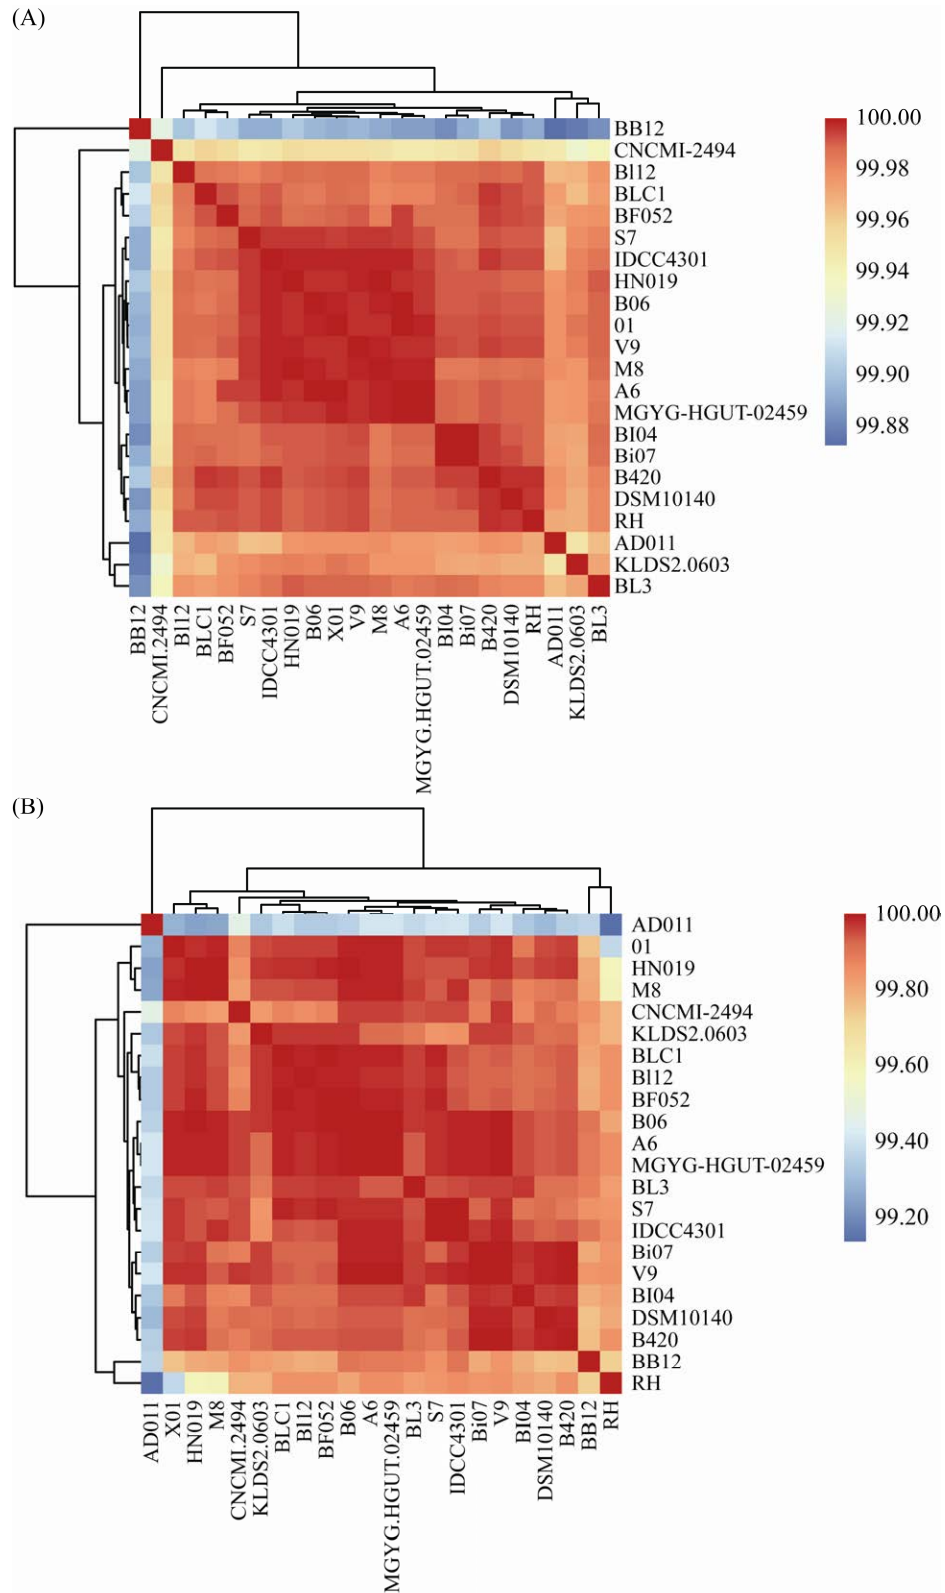 (A)
BB12
CNCMI-2494
Bl12
BLC1
BF052
S7
IDCC4301
HN019
B06
01
V9
M8
A6
MGYG-HGUT-02459
BI04
Bi07
B420
DSM10140
RH
AD011
KLDS2.0603
BL3
100.00
99.98
99.96
99.94
99.92
99.90
99.88
BB12
CNCMI.2494
Bl12
BLC1
BF052
S7
IDCC4301
HN019
B06
X01
V9
M8
A6
MGYG.HGUT.02459
BI04
Bi07
B420
DSM10140
RH
AD011
KLDS2.0603
BL3
(B)
AD011
01
HN019
M8
CNCMI-2494
KLDS2.0603
BLC1
Bl12
BF052
B06
A6
MGYG-HGUT-02459
BL3
S7
IDCC4301
Bi07
V9
BI04
DSM10140
B420
BB12
RH
100.00
99.80
99.60
99.40
99.20
AD011
X01
HN019
M8
CNCMI.2494
KLDS2.0603
BLC1
Bl12
BF052
B06
A6
MGYG.HGUT.02459
BL3
S7
IDCC4301
Bi07
V9
BI04
DSM10140
B420
BB12
RH